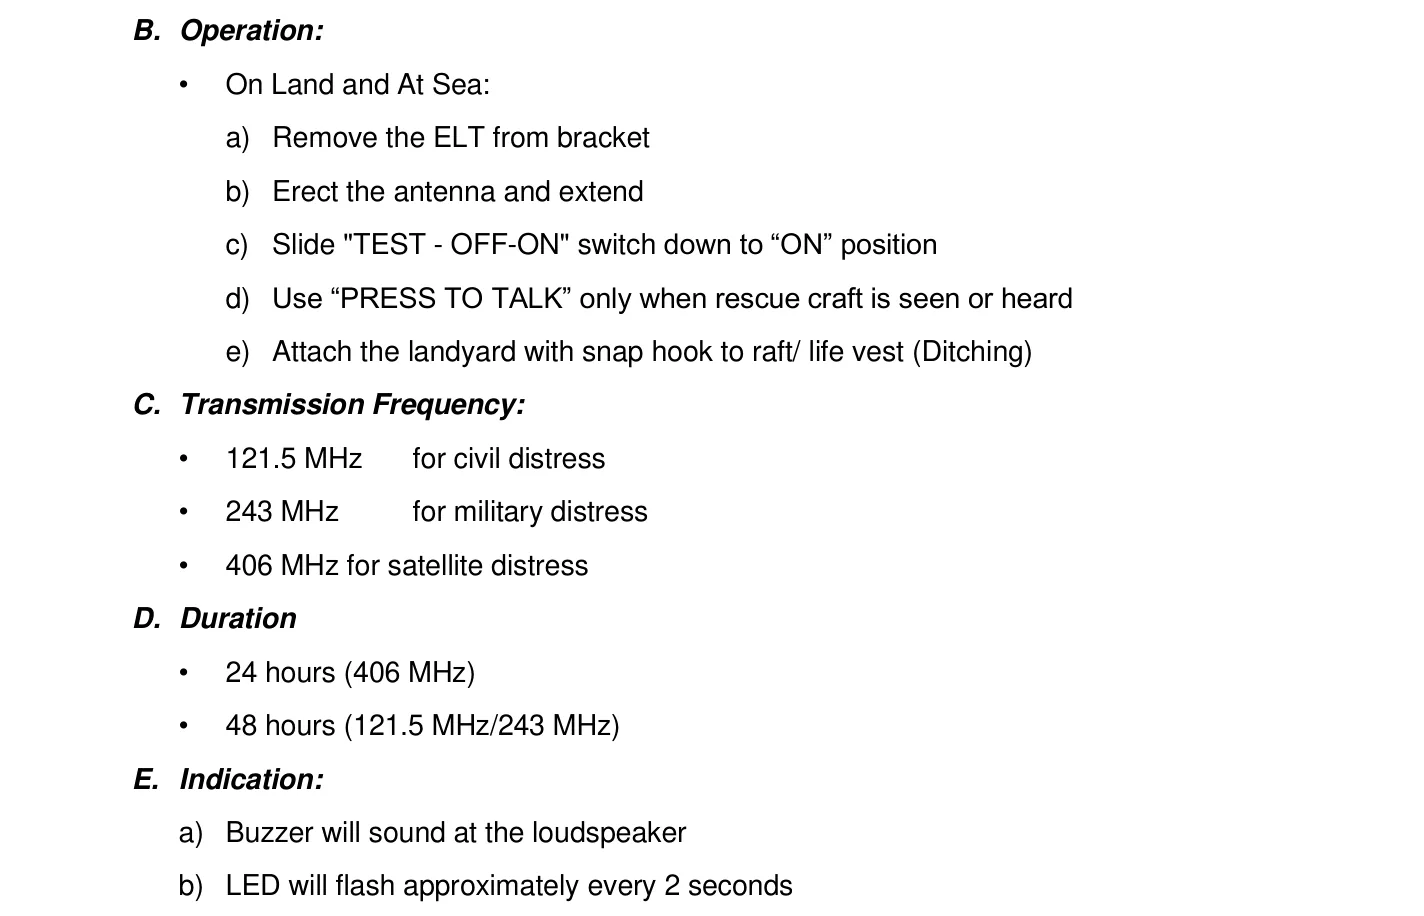 B. Operation:
• On Land and At Sea:
a) Remove the ELT from bracket
b) Erect the antenna and extend
c) Slide "TEST - OFF-ON" switch down to “ON” position
d) Use “PRESS TO TALK” only when rescue craft is seen or heard
e) Attach the landyard with snap hook to raft/ life vest (Ditching)
C. Transmission Frequency:
• 121.5 MHz for civil distress
• 243 MHz for military distress
• 406 MHz for satellite distress
D. Duration
• 24 hours (406 MHz)
• 48 hours (121.5 MHz/243 MHz)
E. Indication:
a) Buzzer will sound at the loudspeaker
b) LED will flash approximately every 2 seconds